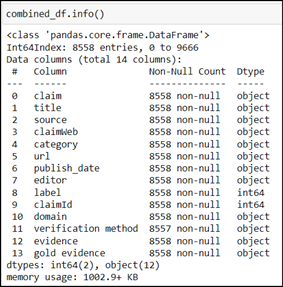 combined_df.info()
<class 'pandas.core.frame.DataFrame'>
Int64Index: 8558 entries, 0 to 9666
Data columns (total 14 columns):
 #   Column               Non-Null Count  Dtype
---  ------               --------------  -----
 0   claim                8558 non-null   object
 1   title                8558 non-null   object
 2   source               8558 non-null   object
 3   claimWeb             8558 non-null   object
 4   category             8558 non-null   object
 5   url                  8558 non-null   object
 6   publish_date         8558 non-null   object
 7   editor               8558 non-null   object
 8   label                8558 non-null   int64
 9   claimId              8558 non-null   int64
 10  domain               8558 non-null   object
 11  verification method  8557 non-null   object
 12  evidence             8558 non-null   object
 13  gold evidence        8558 non-null   object
dtypes: int64(2), object(12)
memory usage: 1002.9+ KB